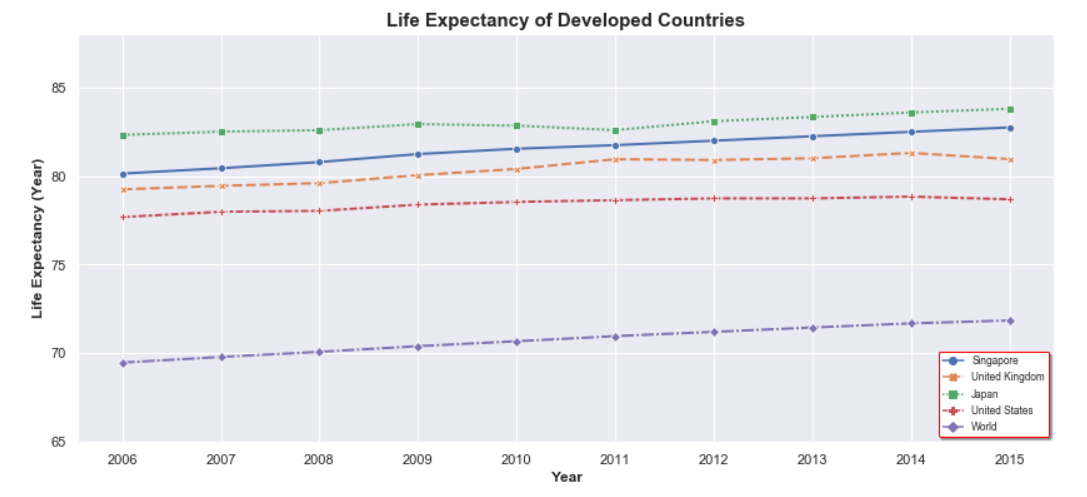 Life Expectancy of Developed Countries
Life Expectancy (Year)
85
80
75
70
65
2006 2007 2008 2009 2010 2011 2012 2013 2014 2015
Year
Singapore
United Kingdom
Japan
United States
World